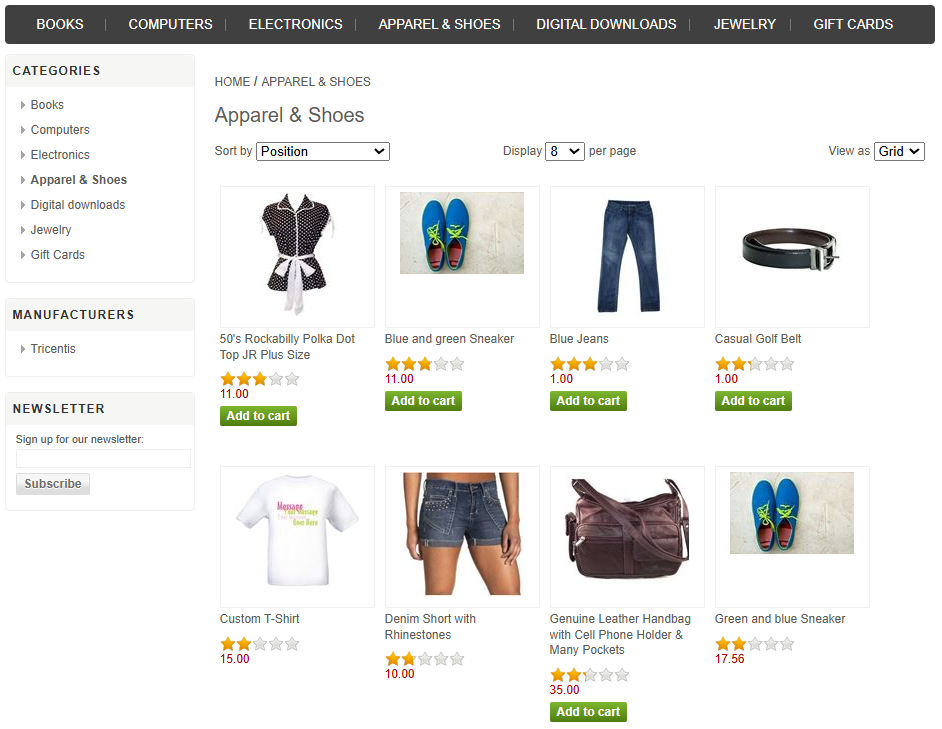 BOOKS COMPUTERS ELECTRONICS APPAREL & SHOES DIGITAL DOWNLOADS JEWELRY GIFT CARDS
CATEGORIES
Books
Computers
Electronics
Apparel & Shoes
Digital downloads
Jewelry
Gift Cards
MANUFACTURERS
Tricentis
NEWSLETTER
Sign up for our newsletter:
Subscribe
HOME / APPAREL & SHOES
Apparel & Shoes
Sort by Position Display 8 per page View as Grid
50's Rockabilly Polka Dot
Top JR Plus Size
11.00
Add to cart
Blue and green Sneaker
11.00
Add to cart
Blue Jeans
1.00
Add to cart
Casual Golf Belt
1.00
Add to cart
Message
Your Message
Goes Here
Custom T-Shirt
15.00
Denim Short with
Rhinestones
10.00
Genuine Leather Handbag
with Cell Phone Holder &
Many Pockets
35.00
Add to cart
Green and blue Sneaker
17.56